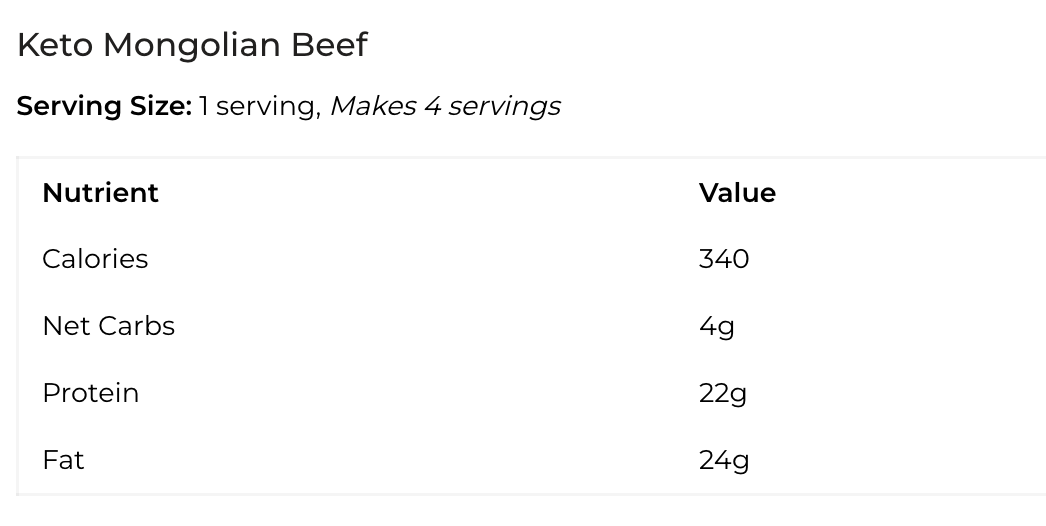 Keto Mongolian Beef
Serving Size: 1 serving, Makes 4 servings
Nutrient Value
Calories 340
Net Carbs 4g
Protein 22g
Fat 24g